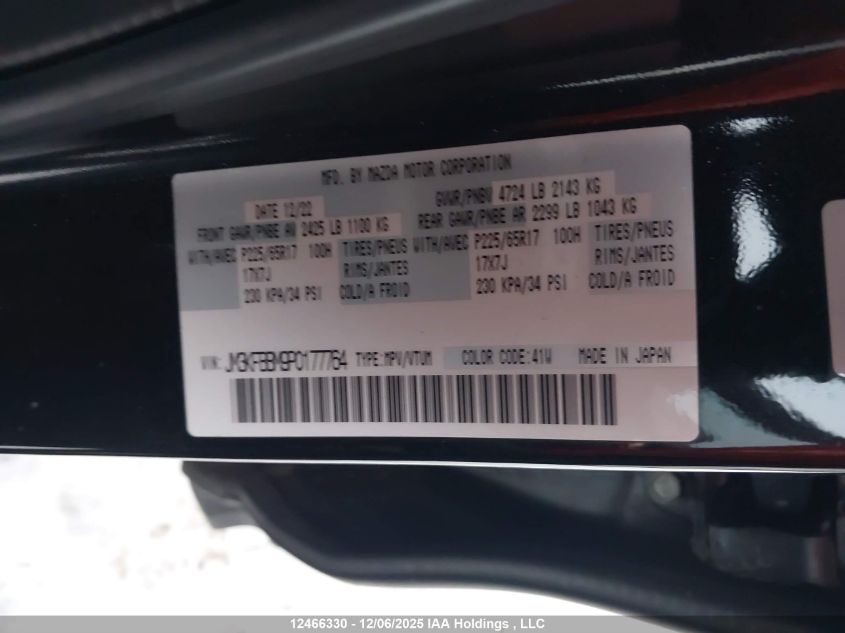 MFD. BY MAZDA MOTOR CORPORATION
DATE 12/22 GVWR/PNBV 4724 LB 2143 KG
FRONT GAWR/PNBE AV 2425 LB 1100 KG REAR GAWR/PNBE AR 2299 LB 1043 KG
WITH/AVEC P225/65R17 100H TIRES/PNEUS WITH/AVEC P225/65R17 100H TIRES/PNEUS
17X7J RIMS/JANTES 17X7J RIMS/JANTES
230 KPA/34 PSI COLD/A FROID 230 KPA/34 PSI COLD/A FROID
VIN: JM3KFBBM9P0177764 TYPE:MPV/VTUM COLOR CODE:41W MADE IN JAPAN
12466330 - 12/06/2025 IAA Holdings , LLC